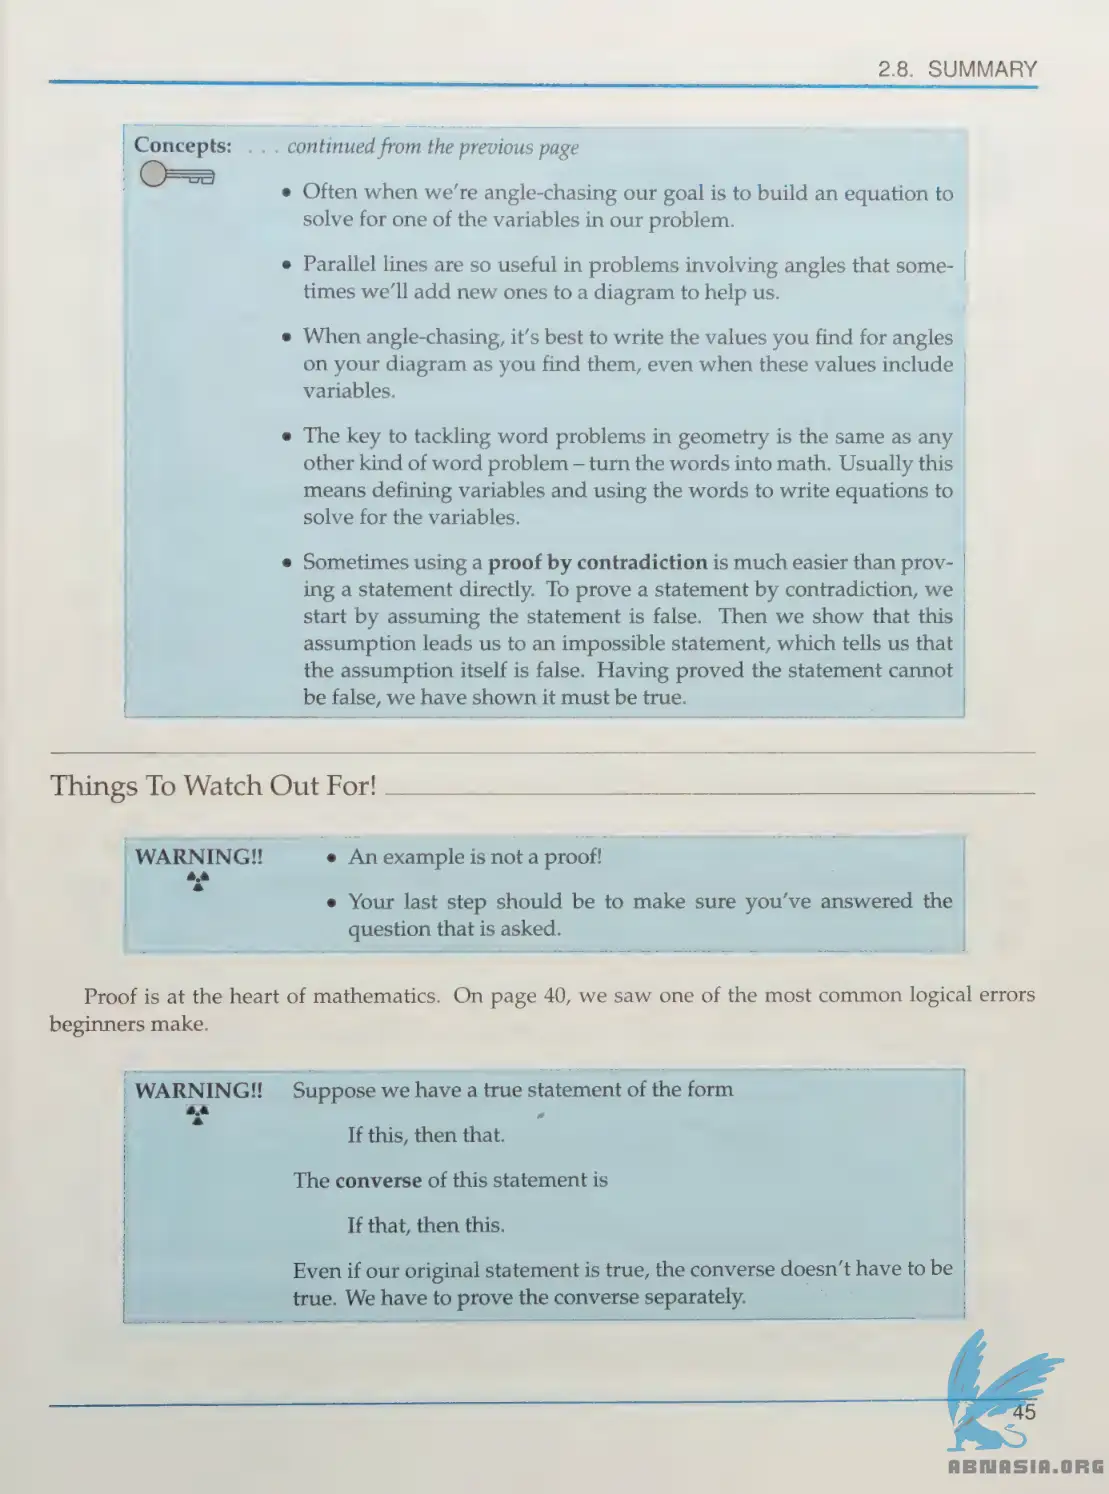 2.8. SUMMARY
Concepts: . . . continued from the previous page
• Often when we're angle-chasing our goal is to build an equation to
solve for one of the variables in our problem.
• Parallel lines are so useful in problems involving angles that some-
times we'll add new ones to a diagram to help us.
• When angle-chasing, it's best to write the values you find for angles
on your diagram as you find them, even when these values include
variables.
• The key to tackling word problems in geometry is the same as any
other kind of word problem – turn the words into math. Usually this
means defining variables and using the words to write equations to
solve for the variables.
• Sometimes using a proof by contradiction is much easier than prov-
ing a statement directly. To prove a statement by contradiction, we
start by assuming the statement is false. Then we show that this
assumption leads us to an impossible statement, which tells us that
the assumption itself is false. Having proved the statement cannot
be false, we have shown it must be true.
Things To Watch Out For!
WARNING!! • An example is not a proof!
• Your last step should be to make sure you've answered the
question that is asked.
Proof is at the heart of mathematics. On page 40, we saw one of the most common logical errors
beginners make.
WARNING!! Suppose we have a true statement of the form
If this, then that.
The converse of this statement is
If that, then this.
Even if our original statement is true, the converse doesn't have to be
true. We have to prove the converse separately.
45
ABNASIA.ORG